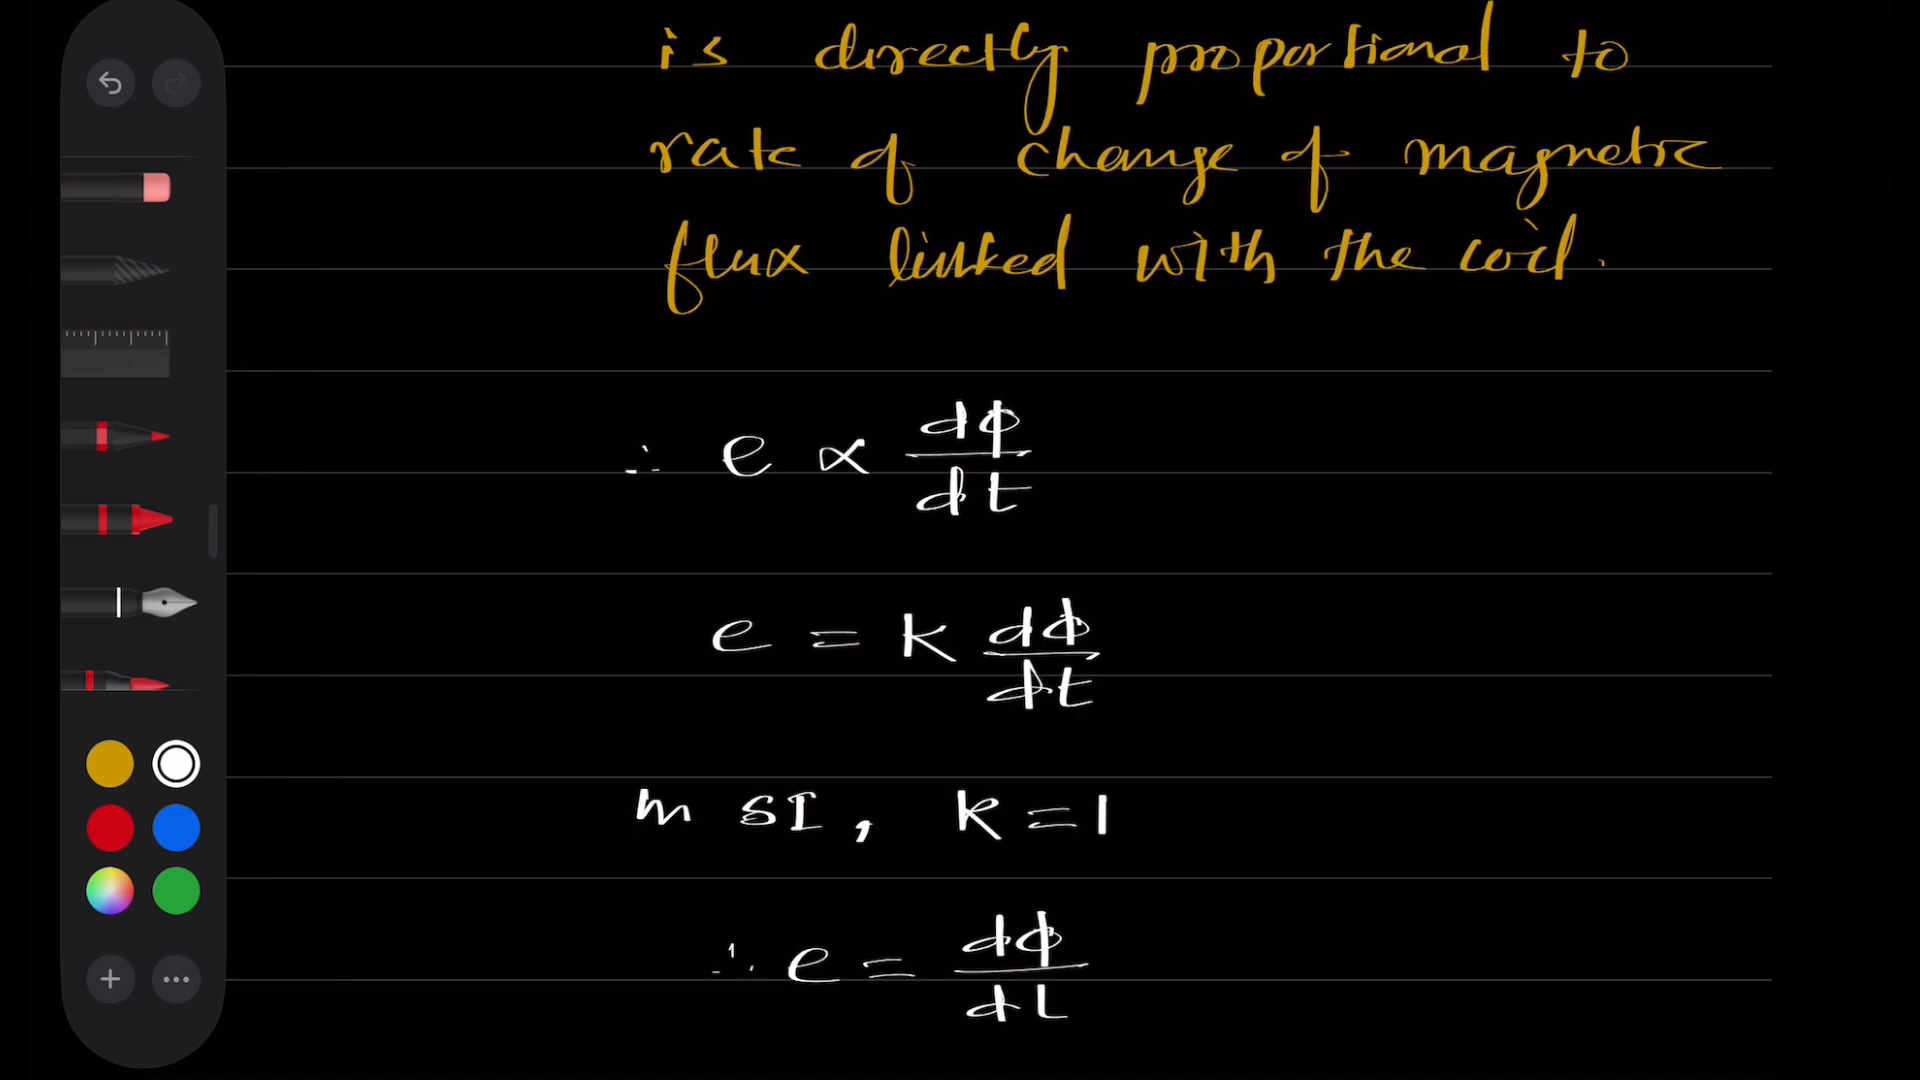 is directly proportional to
rate of change of magnetic
flux linked with the coil.
∴ e ∝ dφ/dt
e = k dφ/dt
in SI, k = 1
∴ e = dφ/dt